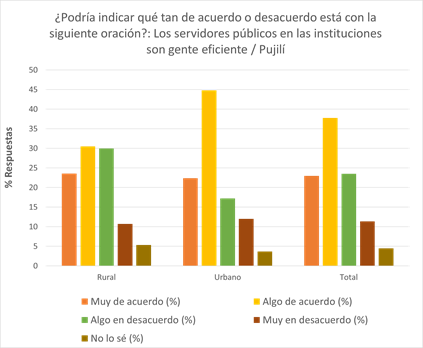 ¿Podría indicar qué tan de acuerdo o desacuerdo está con la
siguiente oración?: Los servidores públicos en las instituciones
son gente eficiente / Pujilí
% Respuestas
50
45
40
35
30
25
20
15
10
5
0
Rural Urbano Total
Muy de acuerdo (%) Algo de acuerdo (%)
Algo en desacuerdo (%) Muy en desacuerdo (%)
No lo sé (%)